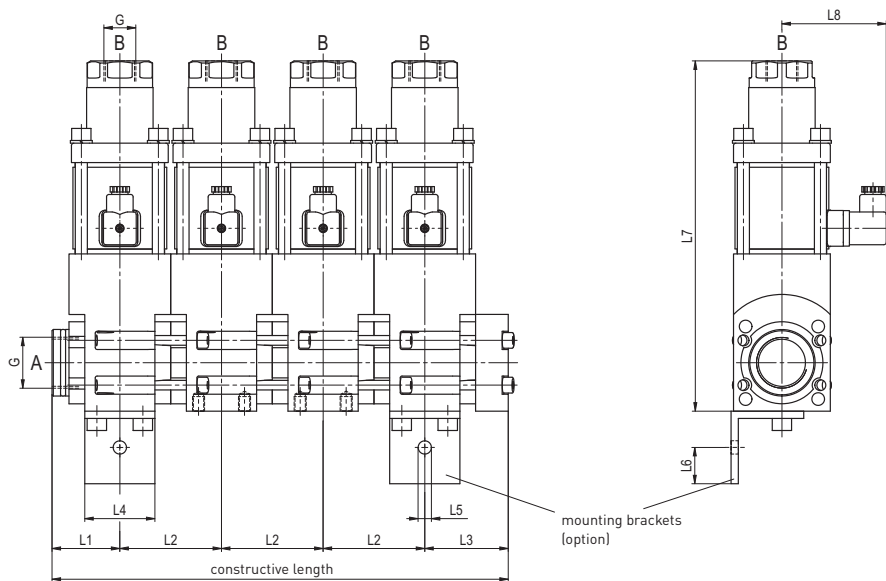 G
B
B
B
B
B
L8
L7
G
A
L6
L4
L5
mounting brackets
(option)
L1
L2
L2
L2
L3
constructive length